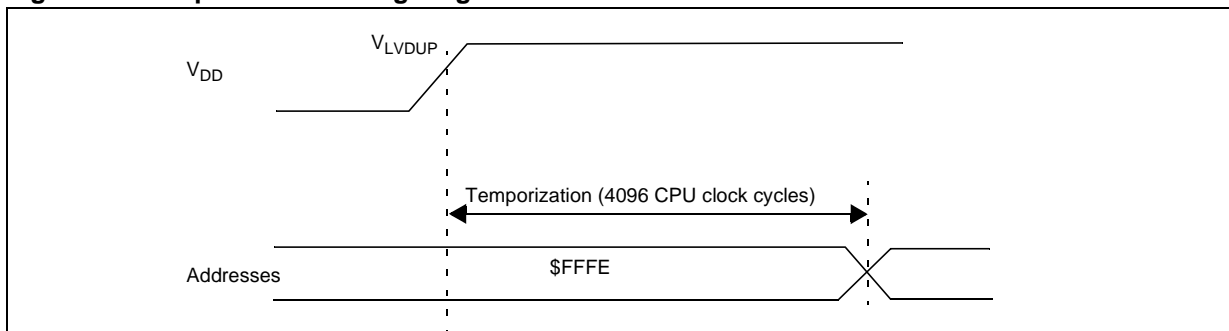 V_LVDUP
V_DD
Temporization (4096 CPU clock cycles)
$FFFE
Addresses